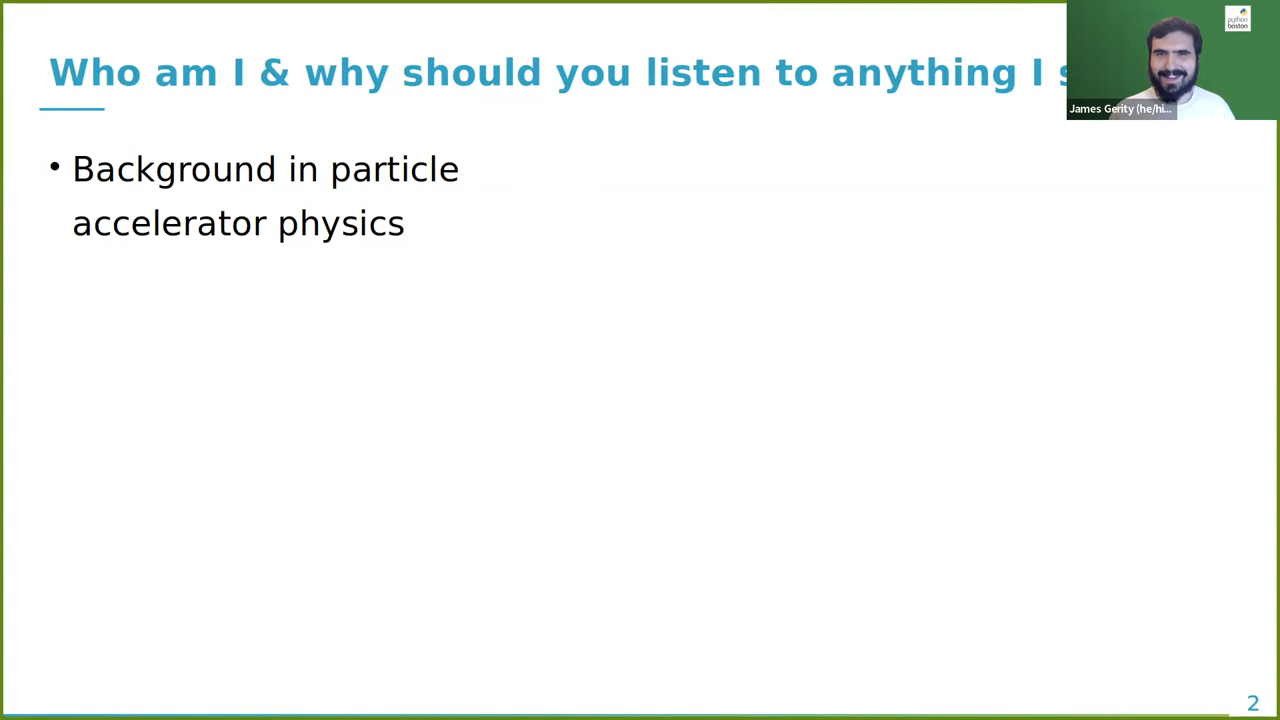 Who am I & why should you listen to anything I s
python
boston
James Gerity (he/hi...
• Background in particle
accelerator physics
2